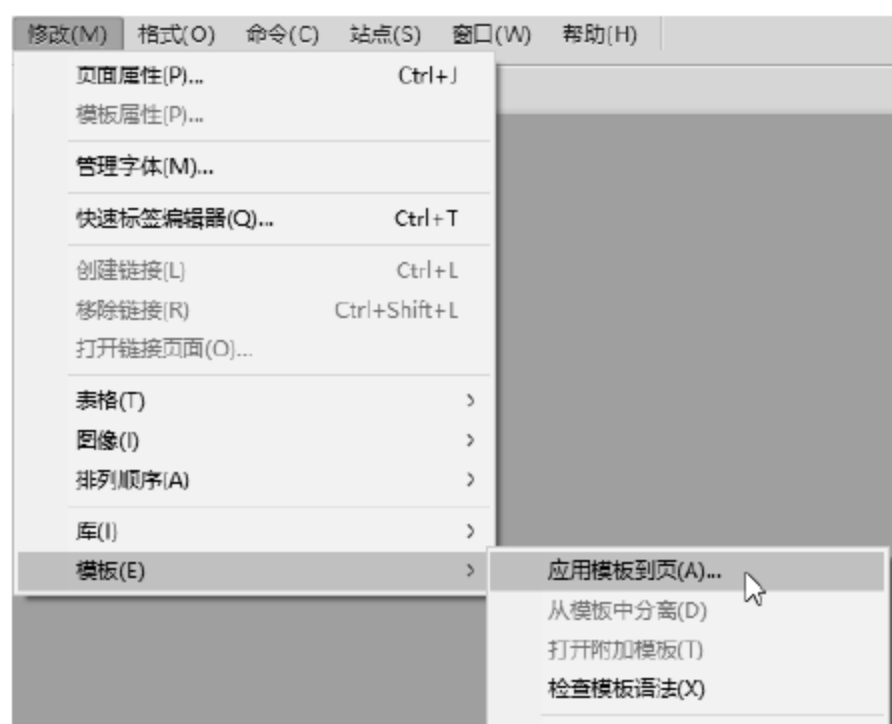 修改(M) 格式(O) 命令(C) 站点(S) 窗口(W) 帮助(H)
页面属性(P)... Ctrl+J
模板属性(P)...
管理字体(M)...
快速标签编辑器(Q)... Ctrl+T
创建链接(L) Ctrl+L
移除链接(R) Ctrl+Shift+L
打开链接页面(O)...
表格(T)
图像(I)
排列顺序(A)
库(I)
模板(E)
应用模板到页(A)...
从模板中分离(D)
打开附加模板(T)
检查模板语法(X)